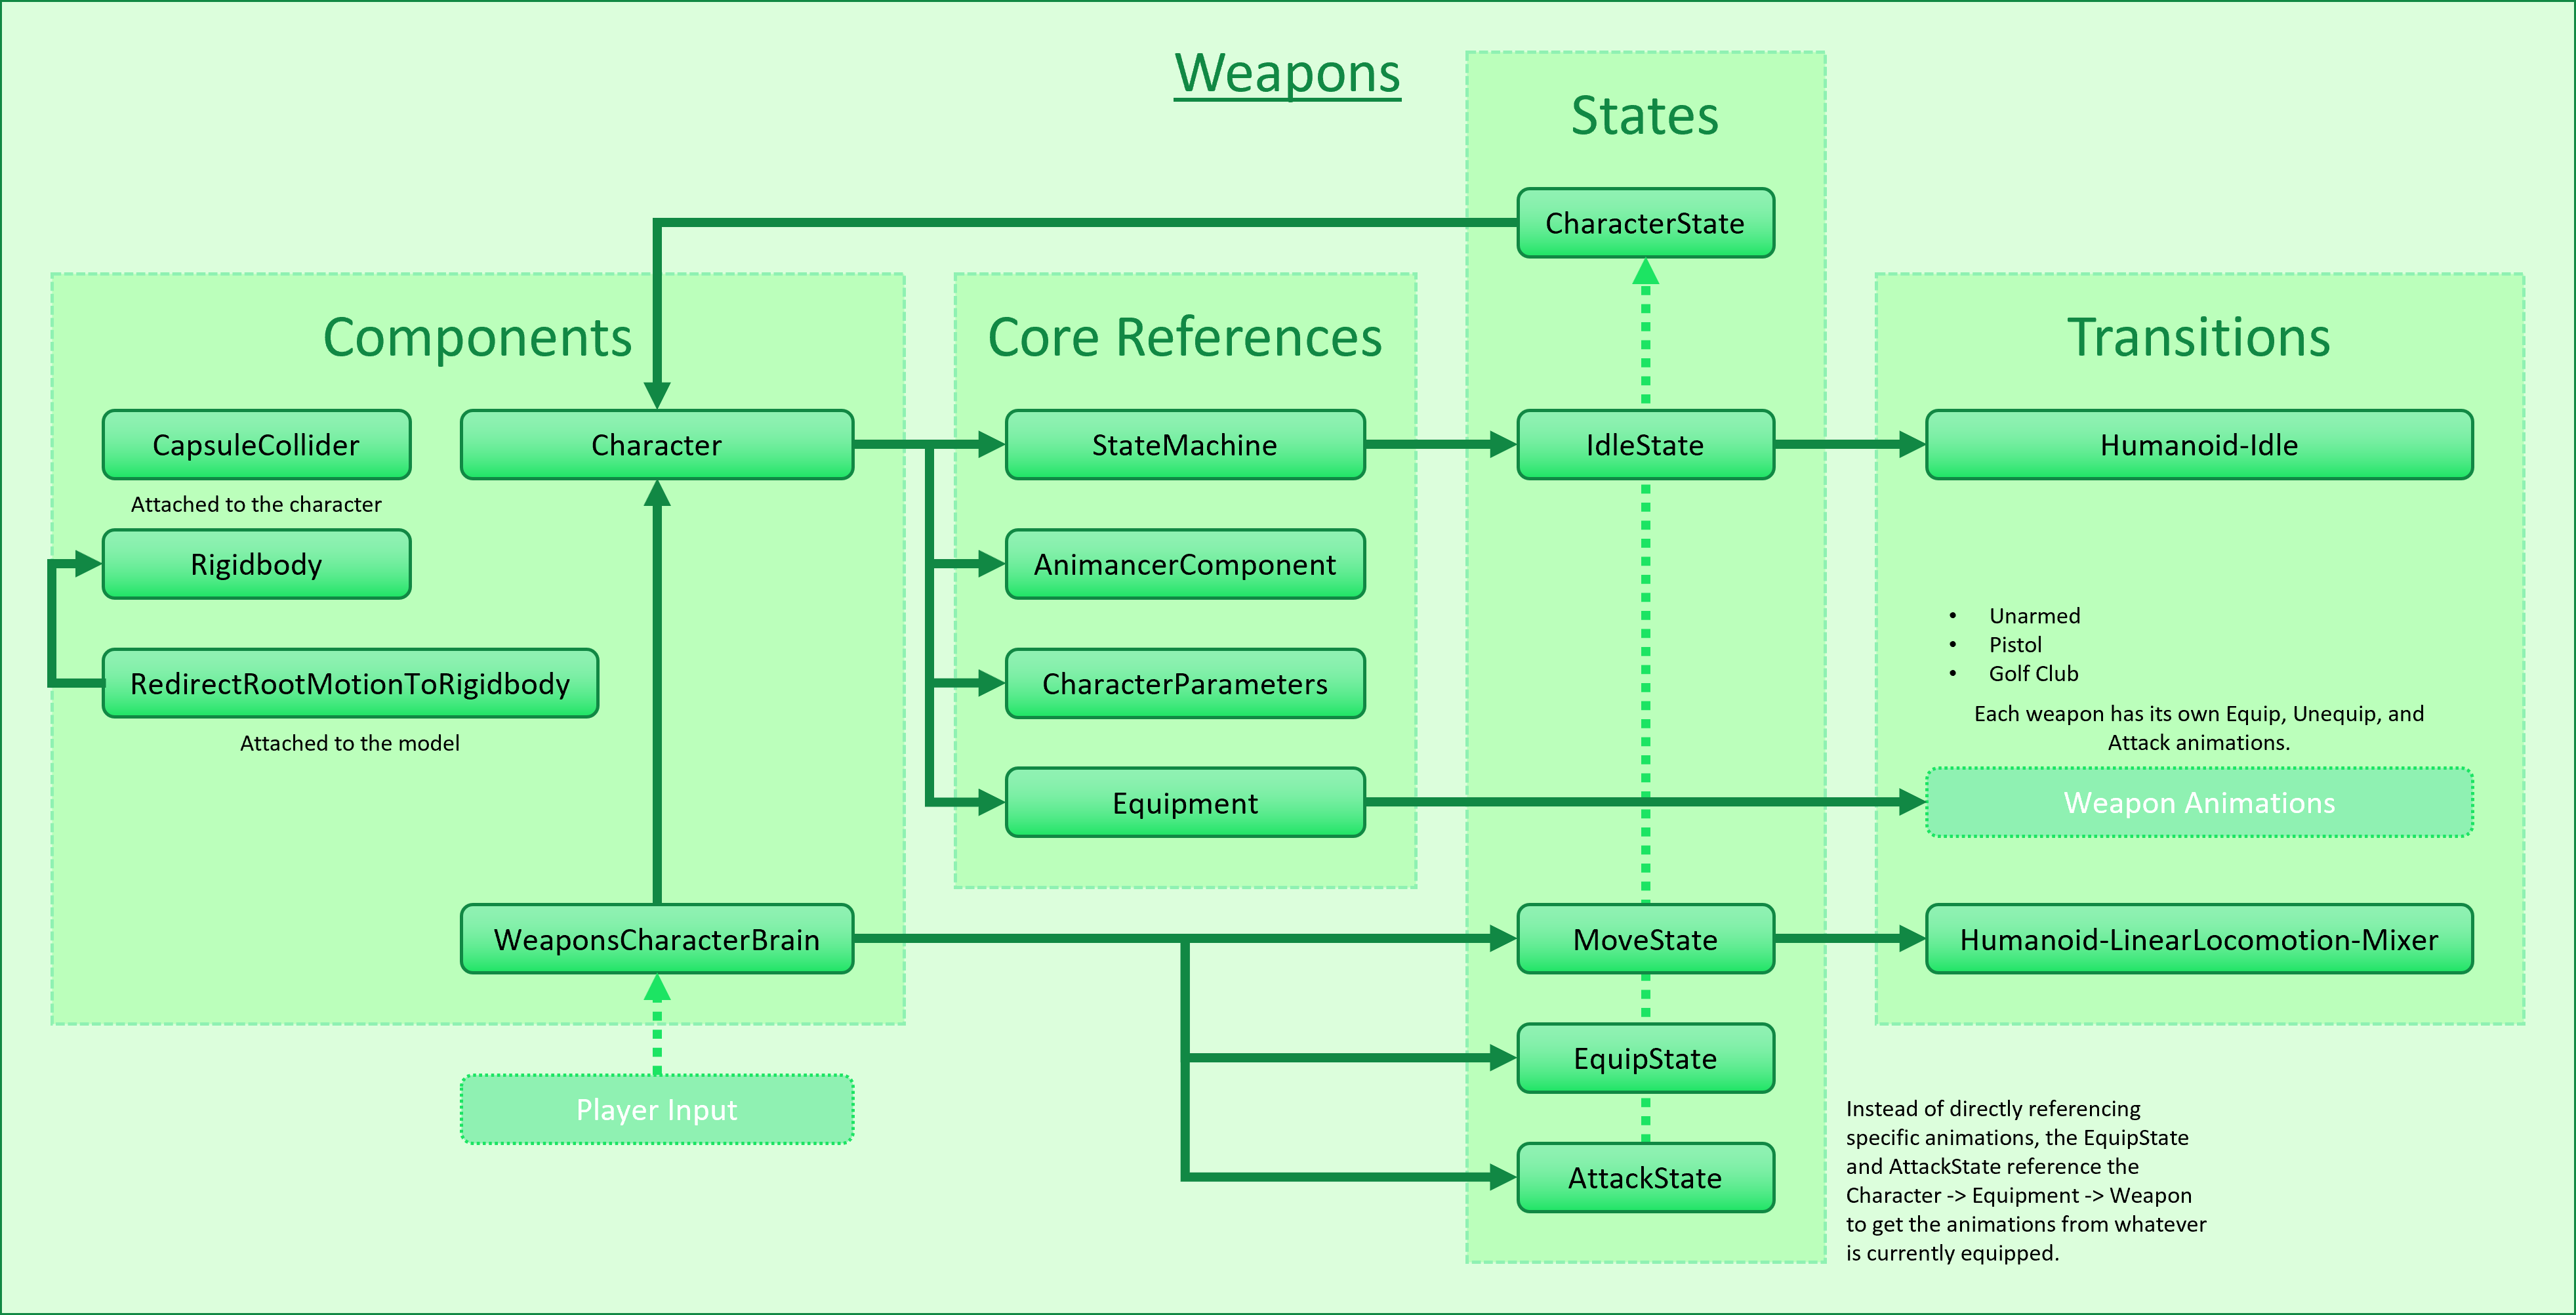 Weapons
States
CharacterState
Components
Core References
Transitions
CapsuleCollider
Character
StateMachine
IdleState
Humanoid-Idle
Attached to the character
Rigidbody
AnimancerComponent
• Unarmed
• Pistol
• Golf Club
RedirectRootMotionToRigidbody
CharacterParameters
Attached to the model
Each weapon has its own Equip, Unequip, and
Attack animations.
Equipment
Weapon Animations
WeaponsCharacterBrain
MoveState
Humanoid-LinearLocomotion-Mixer
EquipState
Player Input
AttackState
Instead of directly referencing
specific animations, the EquipState
and AttackState reference the
Character -> Equipment -> Weapon
to get the animations from whatever
is currently equipped.